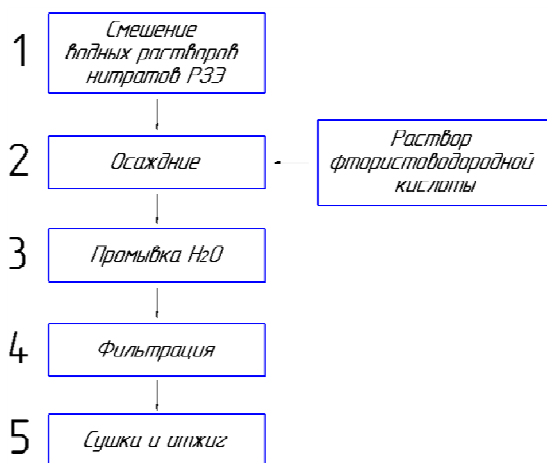 1
Смешение
водных растворов
нитратов РЗЭ
2
Осаждние
Раствор
фтористоводородной
кислоты
3
Промывка H2O
4
Фильтрация
5
Сушки и отжиг